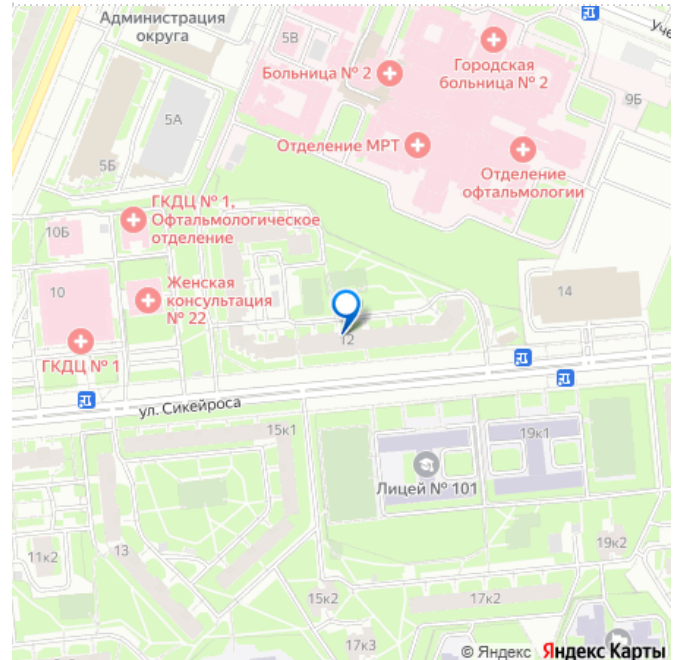 Администрация
округа
5В
Больница № 2
Городская
больница № 2
9Б
5А
5Б
Отделение МРТ
Отделение
офтальмологии
ГКДЦ № 1,
Офтальмологическое
отделение
10Б
10
Женская
консультация
№ 22
14
12
ГКДЦ № 1
ул. Сикейроса
15к1
19к1
Лицей № 101
11к2
13
19к2
15к2
17к2
17к3
© Яндекс Яндекс Карты